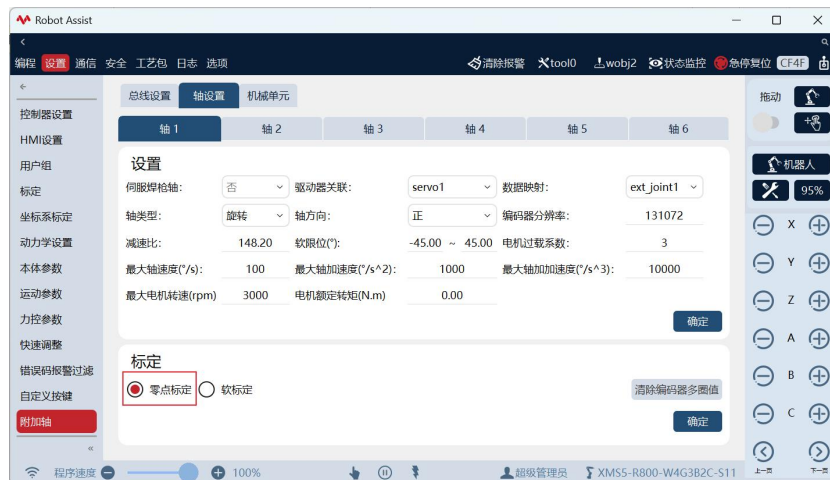 Robot Assist
编程 设置 通信 安全 工艺包 日志 选项 清除报警 tool0 wobj2 状态监控 急停复位 CF4F
总线设置 轴设置 机械单元
轴 1 轴 2 轴 3 轴 4 轴 5 轴 6
控制器设置
HMI设置
用户组
标定
坐标系标定
动力学设置
本体参数
运动参数
力控参数
快速调整
错误码报警过滤
自定义按键
附加轴
设置
伺服焊枪轴: 否 驱动器关联: servo1 数据映射: ext_joint1
轴类型: 旋转 轴方向: 正 编码器分辨率: 131072
减速比: 148.20 软限位(°): -45.00 ~ 45.00 电机过载系数: 3
最大轴速度(°/s): 100 最大轴加速度(°/s^2): 1000 最大轴加加速度(°/s^3): 10000
最大电机转速(rpm) 3000 电机额定转矩(N.m) 0.00
确定
标定
零点标定 软标定 清除编码器多圈值
确定
拖动
机器人
95%
X
Y
Z
A
B
C
上一页 下一页
程序速度 100% 超级管理员 XMS5-R800-W4G3B2C-S11